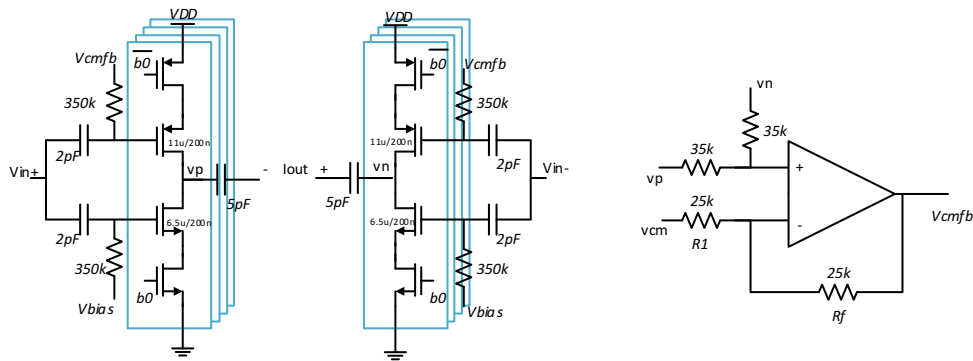 VDD
b0
Vcmfb
350k
2pF
11u/200n
Vin+
vp
-
5pF
6.5u/200n
2pF
350k
b0
Vbias
VDD
b0
Vcmfb
350k
11u/200n
2pF
Iout
+
vn
Vin-
5pF
6.5u/200n
2pF
350k
b0
Vbias
vn
35k
35k
vp
+
25k
vcm
-
R1
Vcmfb
25k
Rf